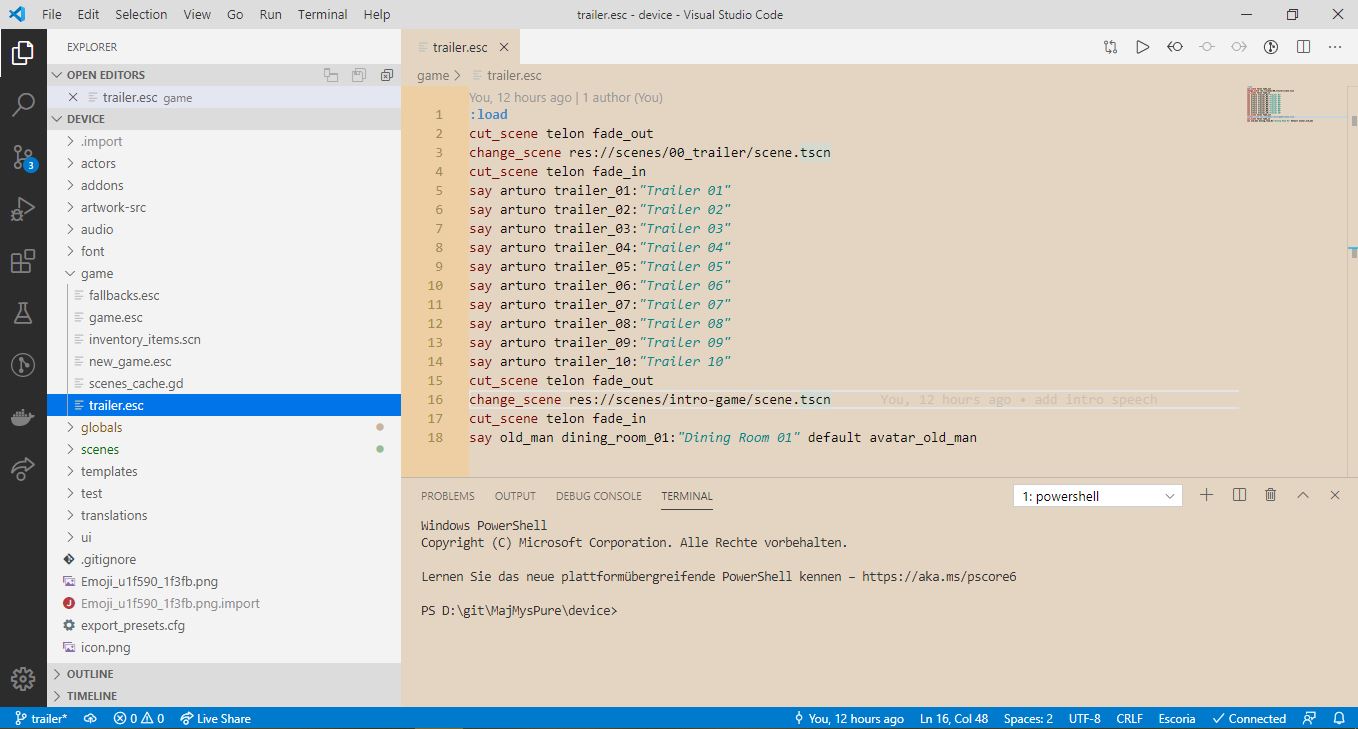 File Edit Selection View Go Run Terminal Help
trailer.esc - device - Visual Studio Code
EXPLORER
OPEN EDITORS
trailer.esc game
DEVICE
.import
actors
addons
artwork-src
audio
font
game
fallbacks.esc
game.esc
inventory_items.scn
new_game.esc
scenes_cache.gd
trailer.esc
globals
scenes
templates
test
translations
ui
.gitignore
Emoji_u1f590_1f3fb.png
Emoji_u1f590_1f3fb.png.import
export_presets.cfg
icon.png
OUTLINE
TIMELINE
3
trailer.esc
game > trailer.esc
You, 12 hours ago | 1 author (You)
1 :load
2 cut_scene telon fade_out
3 change_scene res://scenes/00_trailer/scene.tscn
4 cut_scene telon fade_in
5 say arturo trailer_01:"Trailer 01"
6 say arturo trailer_02:"Trailer 02"
7 say arturo trailer_03:"Trailer 03"
8 say arturo trailer_04:"Trailer 04"
9 say arturo trailer_05:"Trailer 05"
10 say arturo trailer_06:"Trailer 06"
11 say arturo trailer_07:"Trailer 07"
12 say arturo trailer_08:"Trailer 08"
13 say arturo trailer_09:"Trailer 09"
14 say arturo trailer_10:"Trailer 10"
15 cut_scene telon fade_out
16 change_scene res://scenes/intro-game/scene.tscn You, 12 hours ago • add intro speech
17 cut_scene telon fade_in
18 say old_man dining_room_01:"Dining Room 01" default avatar_old_man
PROBLEMS OUTPUT DEBUG CONSOLE TERMINAL
1: powershell
Windows PowerShell
Copyright (C) Microsoft Corporation. Alle Rechte vorbehalten.
Lernen Sie das neue plattformübergreifende PowerShell kennen – https://aka.ms/pscore6
PS D:\git\MajMysPure\device>
trailer* 0 0 Live Share
You, 12 hours ago Ln 16, Col 48 Spaces: 2 UTF-8 CRLF Escoria Connected